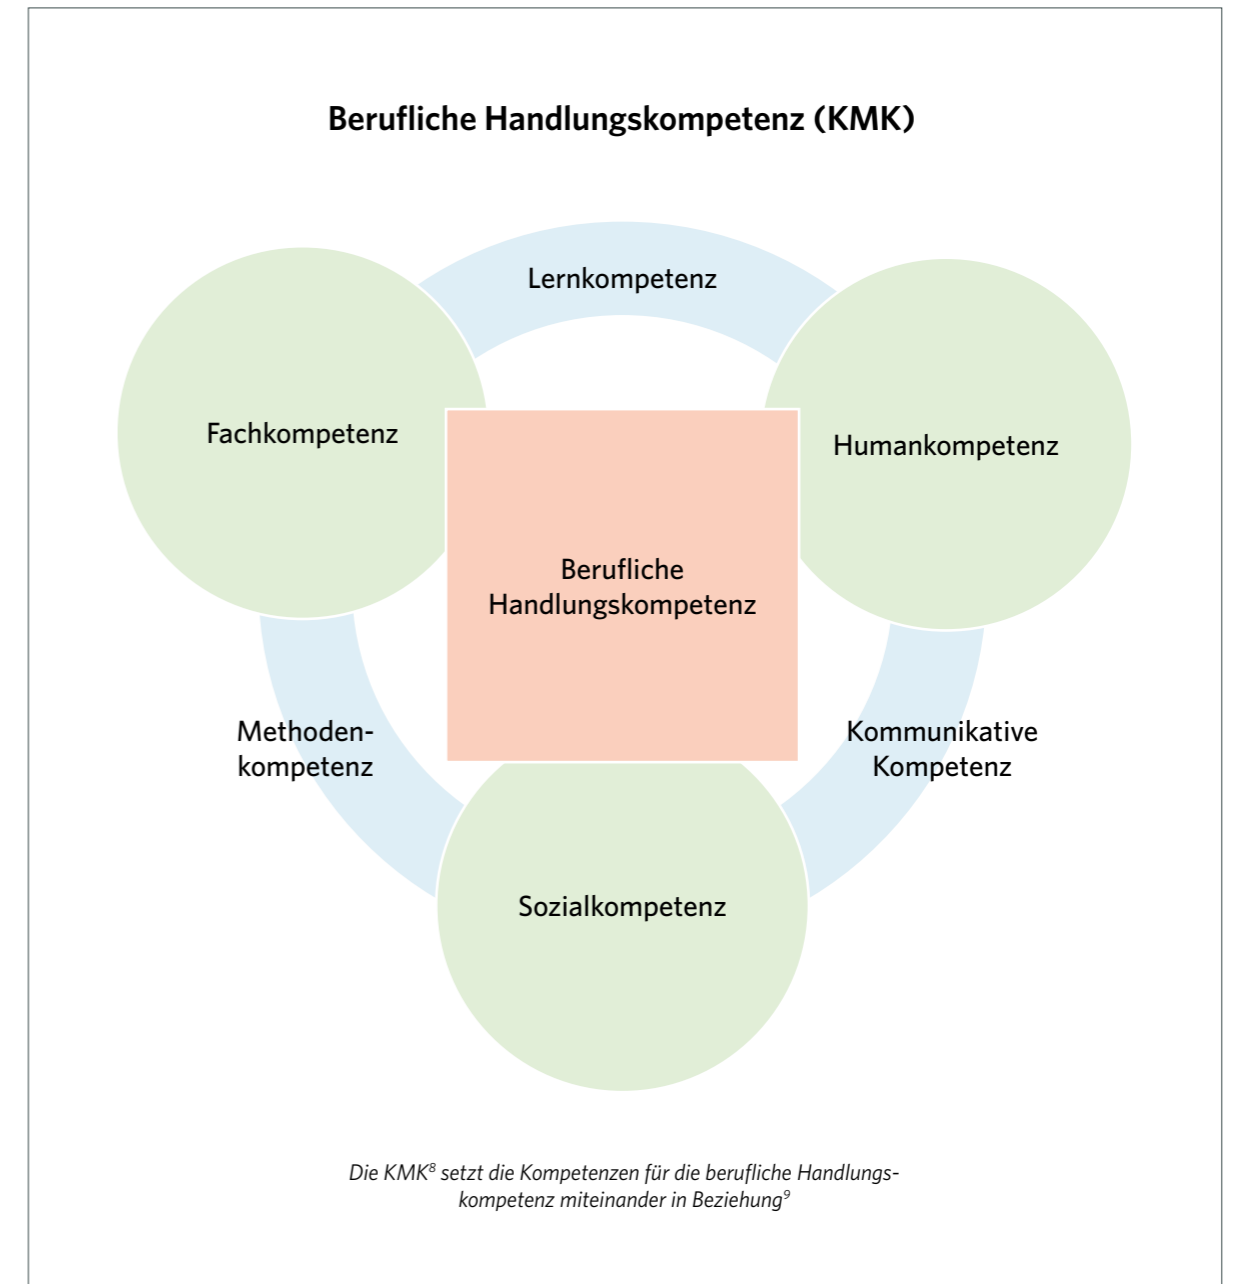 Berufliche Handlungskompetenz (KMK)
Lernkompetenz
Fachkompetenz
Humankompetenz
Berufliche
Handlungskompetenz
Methoden-
kompetenz
Kommunikative
Kompetenz
Sozialkompetenz
Die KMK⁸ setzt die Kompetenzen für die berufliche Handlungs-
kompetenz miteinander in Beziehung⁹